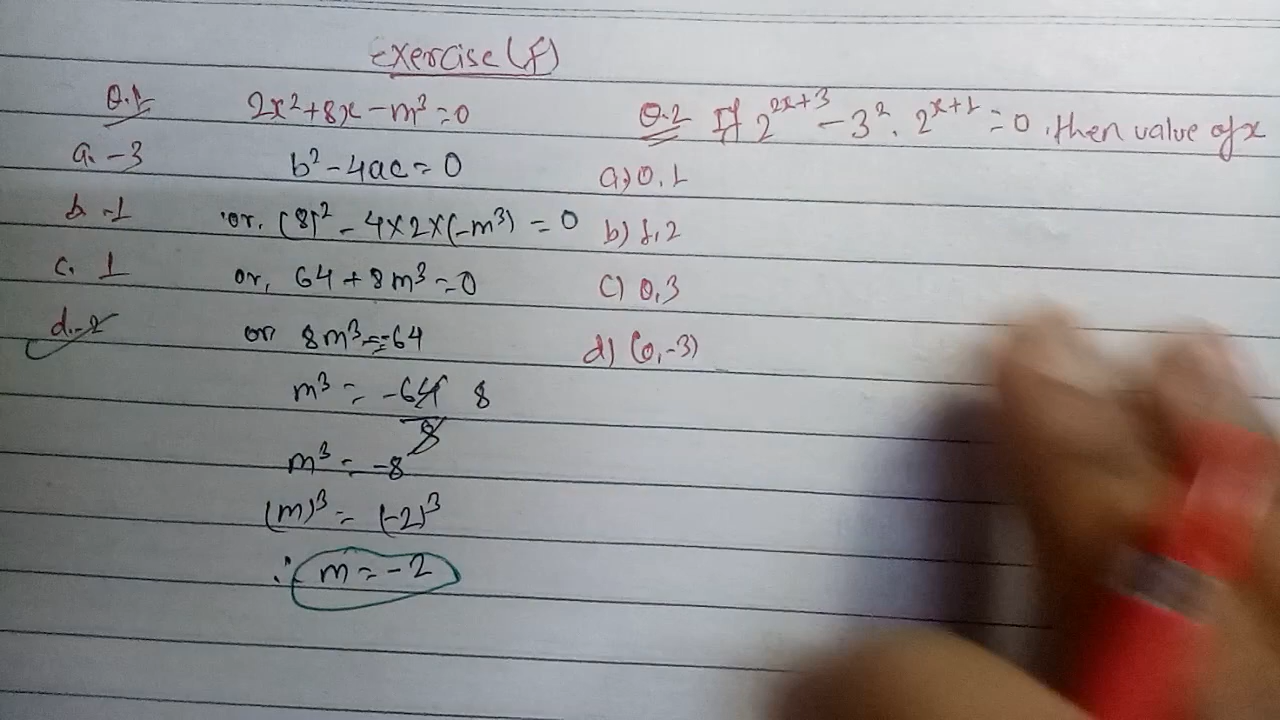 Exercise (f)
Q.1 2x²+8x-m³=0
a. -3 b²-4ac=0
b. -1 or, (8)²-4×2×(-m³)=0
c. 1 or, 64+8m³=0
d. -2 or 8m³=-64
m³ = -64 8
8
m³ = -8
(m)³ = (-2)³
∴ m=-2
Q.2 If 2^{2x+3} - 3². 2^{x+1} =0. then value of x
a) 0, 1
b) 1, 2
c) 0, 3
d) (0, -3)